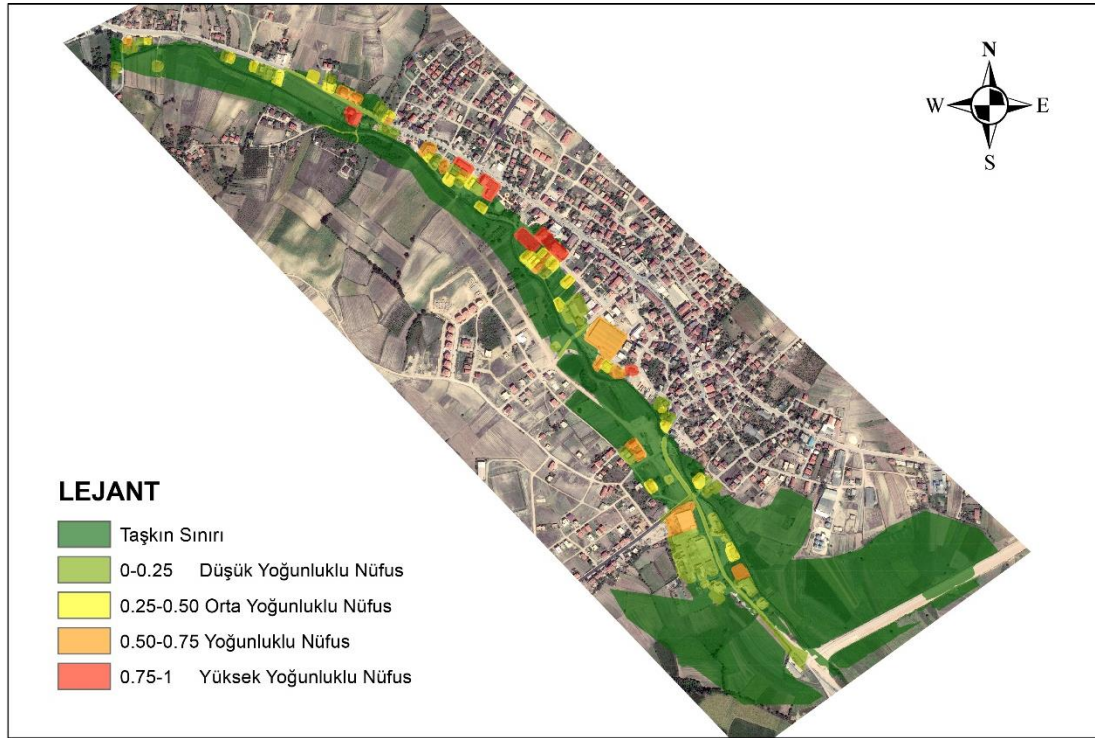 N
W E
S
LEJANT
Taşkın Sınırı
0-0.25 Düşük Yoğunluklu Nüfus
0.25-0.50 Orta Yoğunluklu Nüfus
0.50-0.75 Yoğunluklu Nüfus
0.75-1 Yüksek Yoğunluklu Nüfus